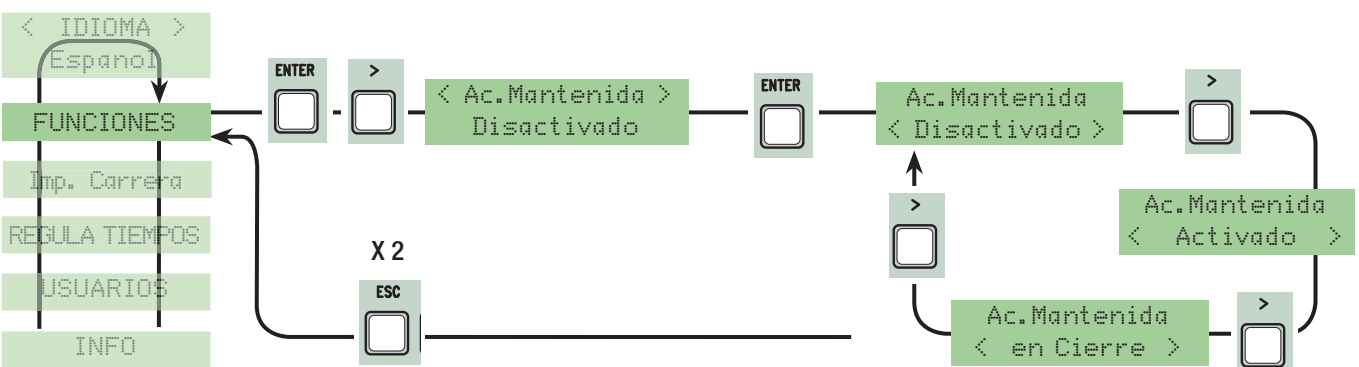 < IDIOMA >
Espanol
FUNCIONES
Imp. Carrera
REGULA TIEMPOS
USUARIOS
INFO
ENTER
>
< Ac.Mantenida >
Disactivado
ENTER
Ac.Mantenida
< Disactivado >
>
Ac.Mantenida
< Activado >
>
Ac.Mantenida
< en Cierre >
>
X 2
ESC